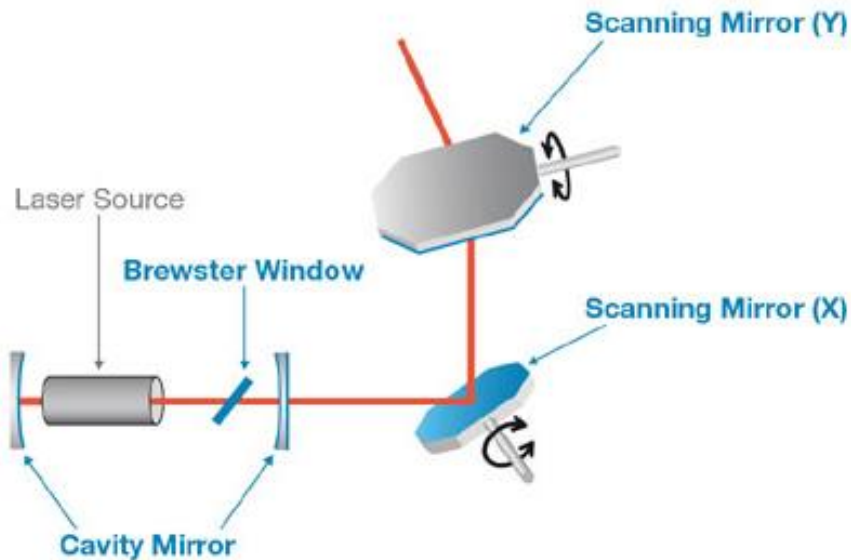 Scanning Mirror (Y)
Laser Source
Brewster Window
Scanning Mirror (X)
Cavity Mirror